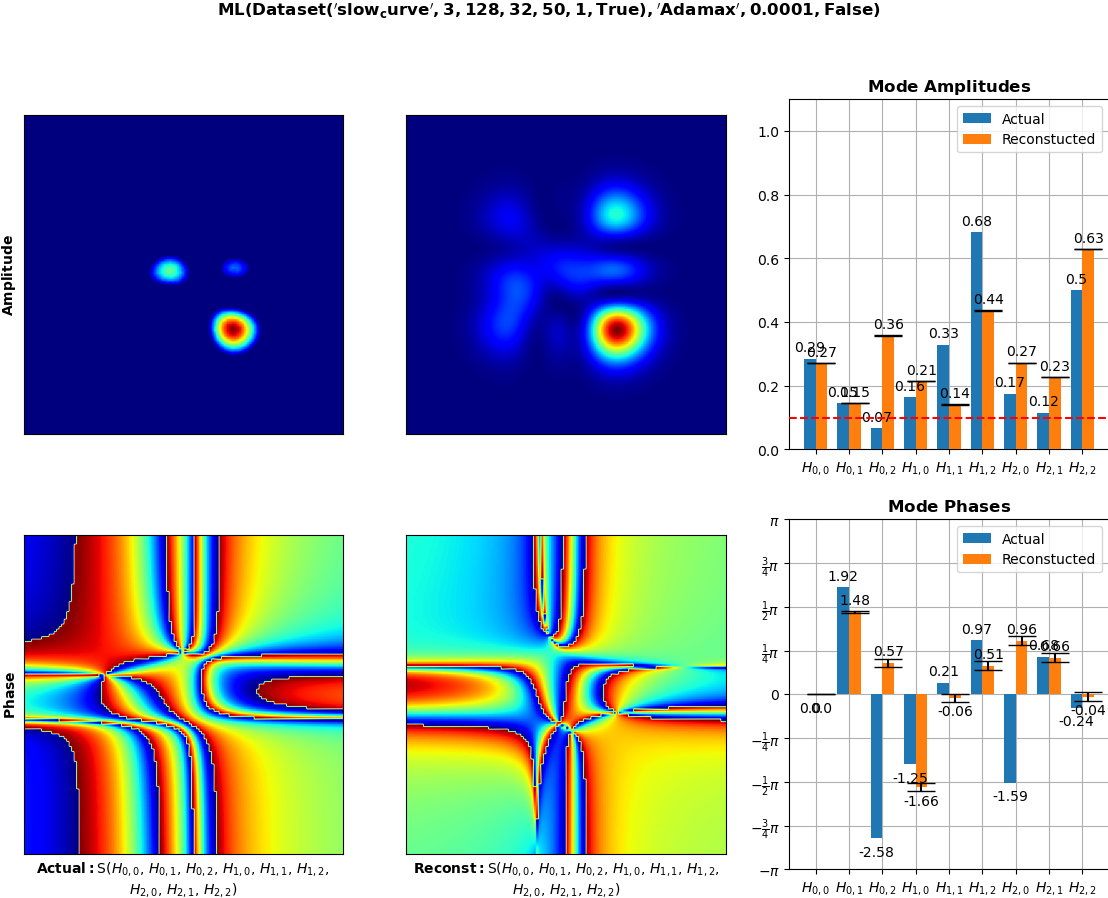 ML(Dataset('slow_curve', 3, 128, 32, 50, 1, True), 'Adamax', 0.0001, False)
Amplitude
Mode Amplitudes
Actual
Reconstucted
1.0
0.8
0.6
0.4
0.2
0.0
0.29
0.27
0.15
0.15
0.07
0.36
0.16
0.21
0.33
0.14
0.68
0.44
0.17
0.27
0.12
0.23
0.5
0.63
H0,0 H0,1 H0,2 H1,0 H1,1 H1,2 H2,0 H2,1 H2,2
Phase
Mode Phases
Actual
Reconstucted
π
3/4π
1/2π
1/4π
0
−1/4π
−1/2π
−3/4π
−π
0.0
0.0
1.92
1.48
-2.58
0.57
-1.25
-1.66
0.21
-0.06
0.97
0.51
-1.59
0.96
0.68
0.66
-0.24
-0.04
H0,0 H0,1 H0,2 H1,0 H1,1 H1,2 H2,0 H2,1 H2,2
Actual: S(H0,0, H0,1, H0,2, H1,0, H1,1, H1,2,
H2,0, H2,1, H2,2)
Reconst: S(H0,0, H0,1, H0,2, H1,0, H1,1, H1,2,
H2,0, H2,1, H2,2)